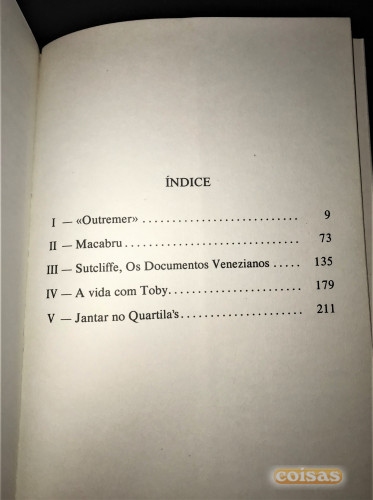 ÍNDICE
I — «Outremer» ........................... 9
II — Macabru .............................. 73
III — Sutcliffe, Os Documentos Venezianos ..... 135
IV — A vida com Toby....................... 179
V — Jantar no Quartila's..................... 211
coisas